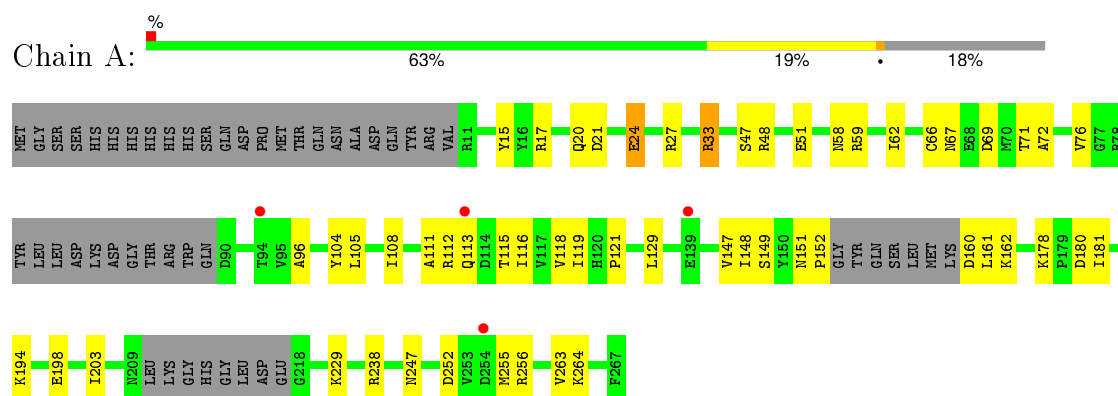 %
Chain A:
63% 19% • 18%
MET GLY SER SER HIS HIS HIS HIS HIS HIS HIS SER GLN ASP PRO MET THR GLN ASN ALA ASP GLN TYR ARG VAL R11 Y15 Y16 R17 Q20 D21 E24 R27 R33 S47 R48 E51 N58 R59 I62 C66 N67 E68 D69 M70 T71 A72 V76 G77
TYR LEU LEU ASP LYS ASP GLY THR ARG TRP GLN D90 T94 V95 A96 Y104 L105 I108 A111 R112 Q113 D114 T115 I116 V117 V118 I119 H120 P121 L129 E139 V147 I148 S149 Y150 N151 P152 GLY TYR GLN SER LEU MET LYS D160 L161 K162 K178 P179 D180 I181
K194 E198 I203 N209 LEU LYS GLY HIS GLY LEU ASP GLU G218 K229 R238 N247 D252 V253 D254 M255 R256 V263 K264 F267